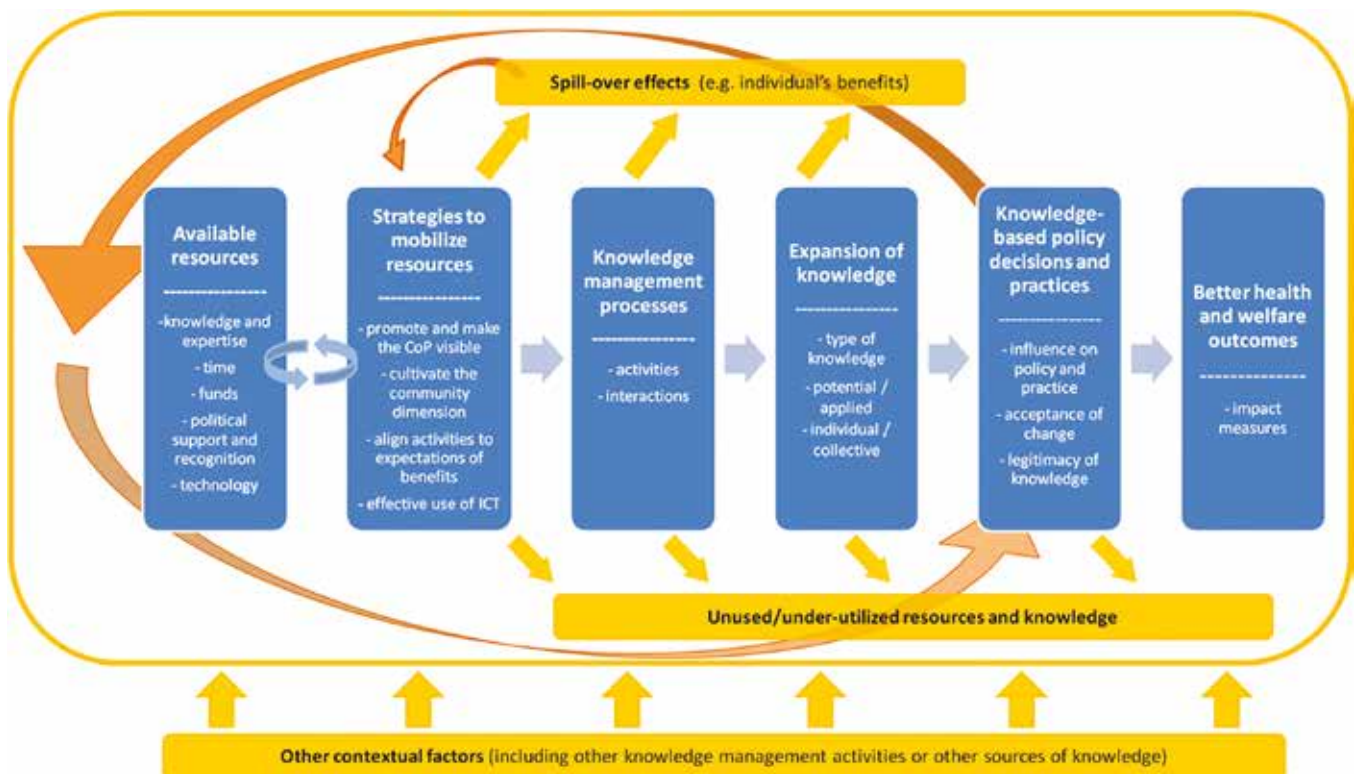 Spill-over effects (e.g. individual's benefits)
Available
resources
----------------
-knowledge and
expertise
- time
- funds
- political
support and
recognition
- technology
Strategies to
mobilize
resources
----------------
- promote and make
the CoP visible
- cultivate the
community
dimension
- align activities to
expectations of
benefits
- effective use of ICT
Knowledge
management
processes
----------------
- activities
- interactions
Expansion of
knowledge
----------------
- type of
knowledge
- potential /
applied
- individual /
collective
Knowledge-
based policy
decisions and
practices
----------------
- influence on
policy and
practice
- acceptance of
change
- legitimacy of
knowledge
Better health
and welfare
outcomes
----------------
- impact
measures
Unused/under-utilized resources and knowledge
Other contextual factors (including other knowledge management activities or other sources of knowledge)